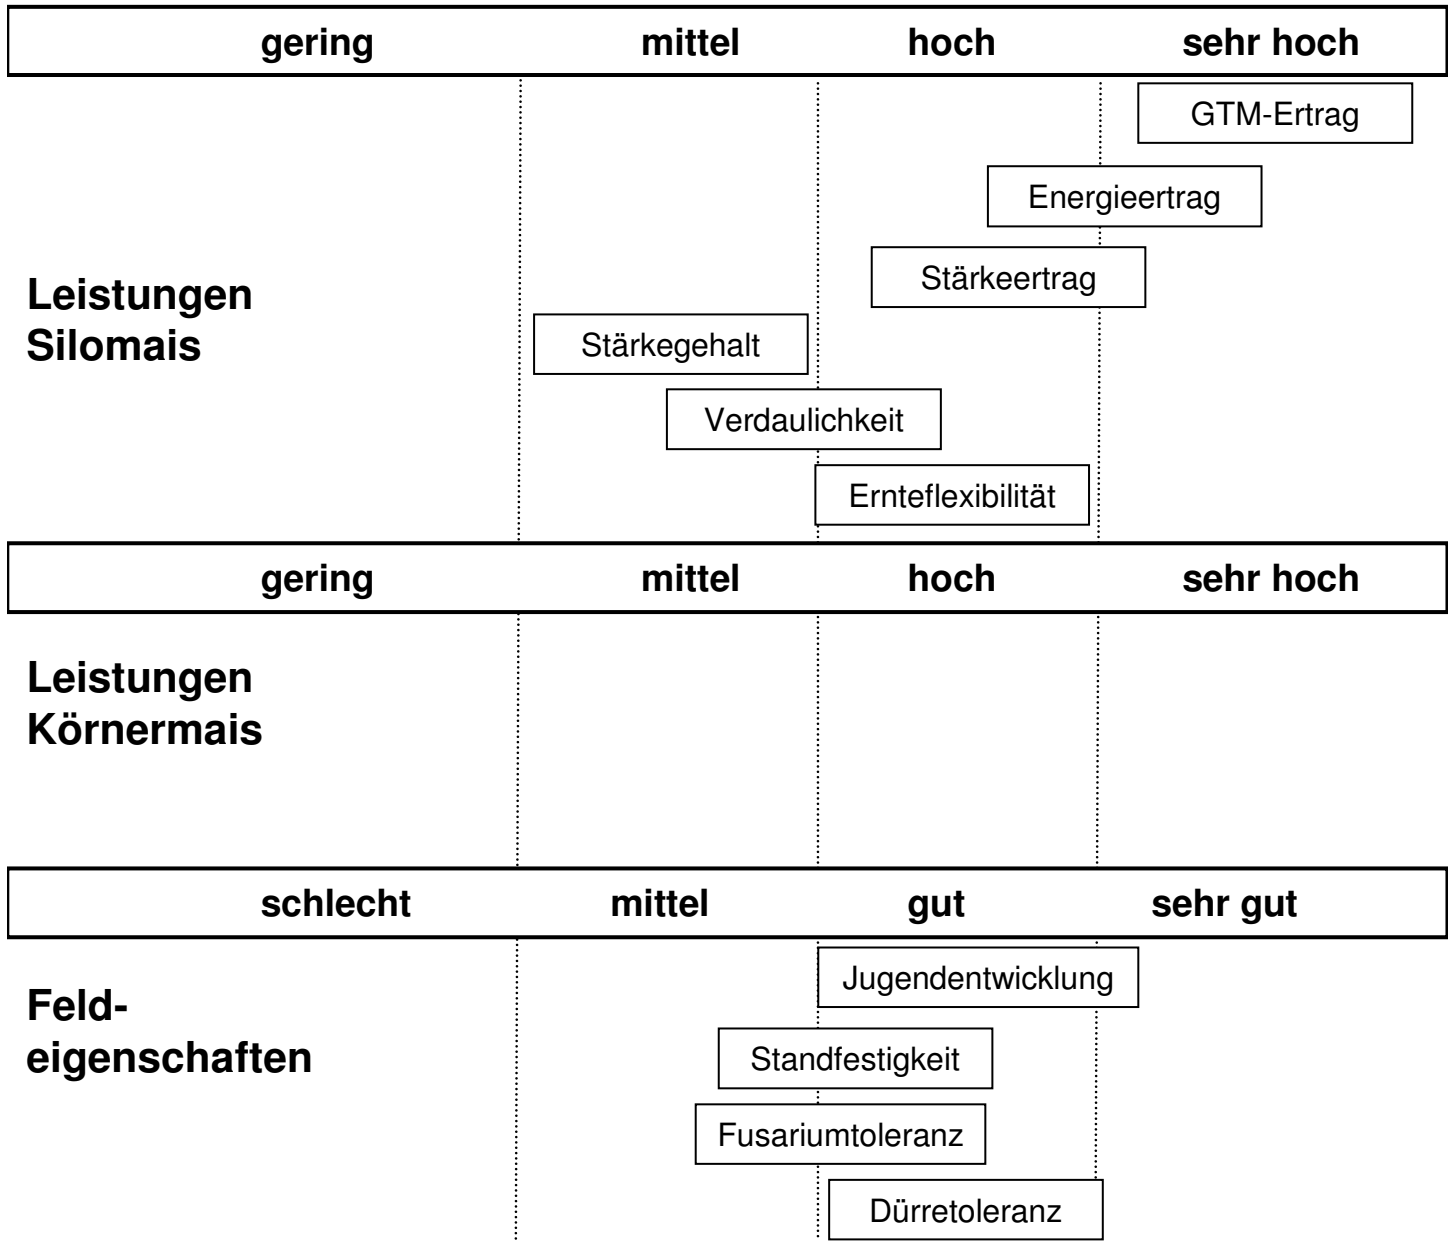 gering mittel hoch sehr hoch
GTM-Ertrag
Energieertrag
Stärkeertrag
Leistungen
Silomais
Stärkegehalt
Verdaulichkeit
Ernteflexibilität
gering mittel hoch sehr hoch
Leistungen
Körnermais
schlecht mittel gut sehr gut
Jugendentwicklung
Feld-
eigenschaften
Standfestigkeit
Fusariumtoleranz
Dürretoleranz